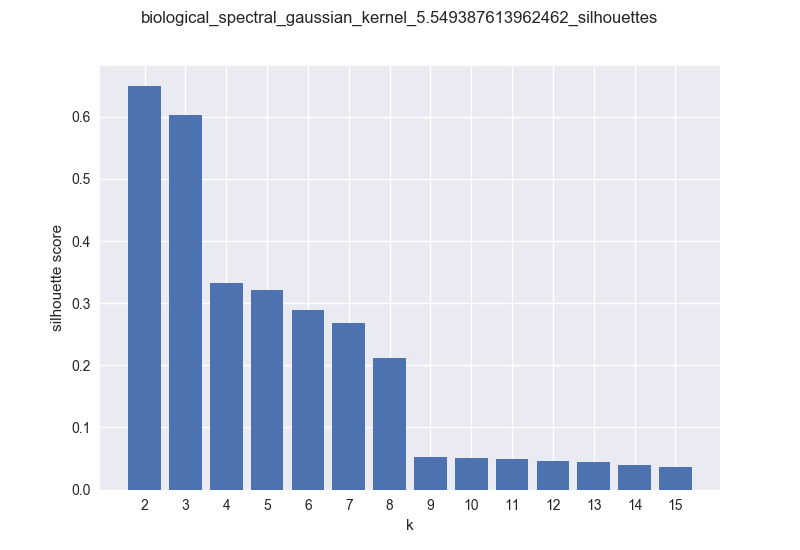 biological_spectral_gaussian_kernel_5.549387613962462_silhouettes
0.6
0.5
0.4
0.3
0.2
0.1
0.0
silhouette score
2 3 4 5 6 7 8 9 10 11 12 13 14 15
k